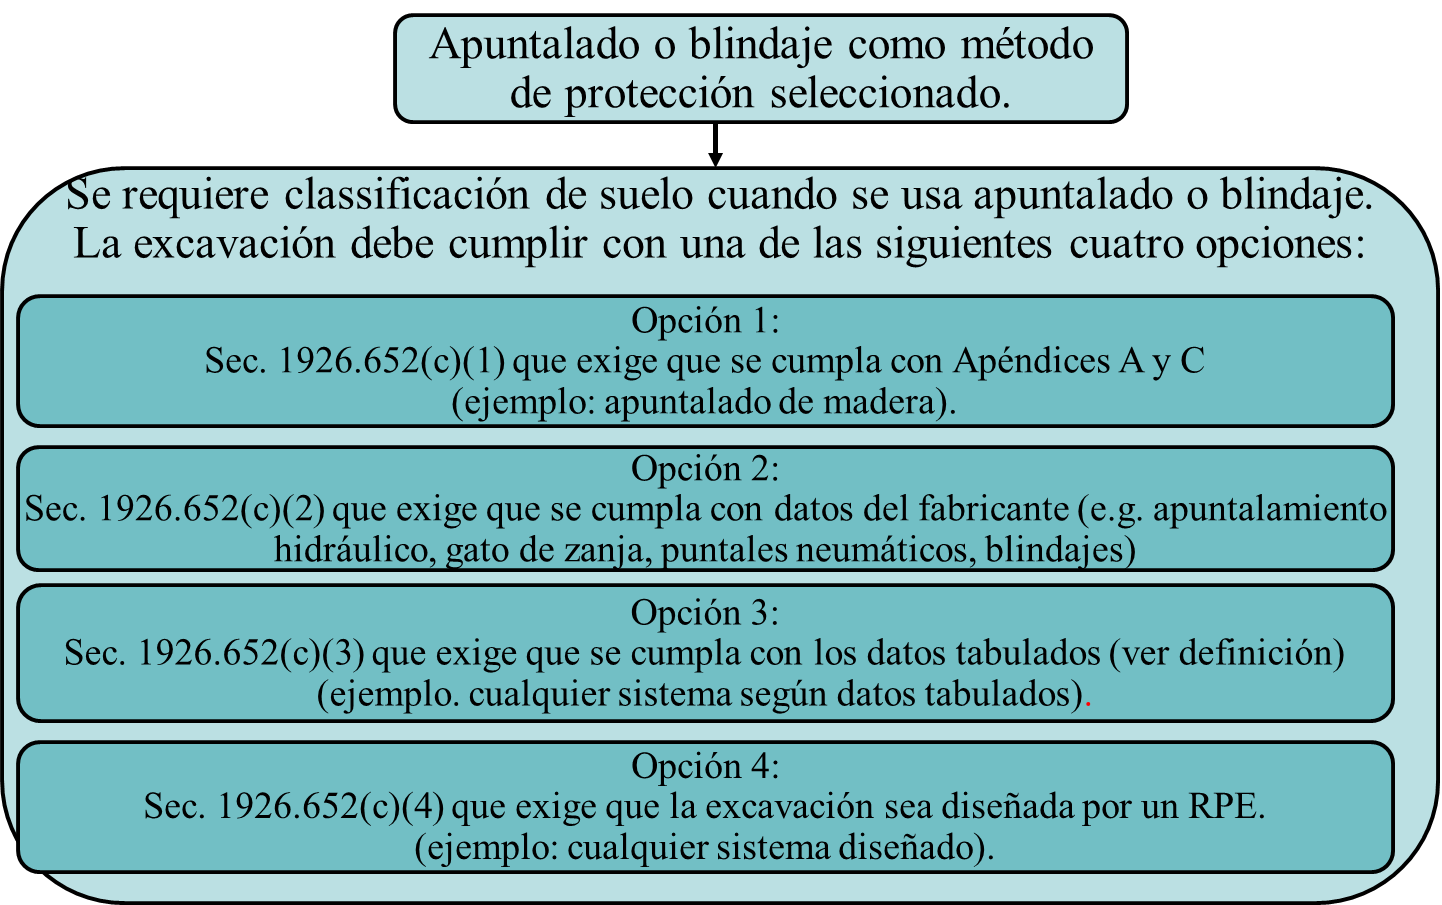 Apuntalado o blindaje como método
de protección seleccionado.
Se requiere classificación de suelo cuando se usa apuntalado o blindaje.
La excavación debe cumplir con una de las siguientes cuatro opciones:
Opción 1:
Sec. 1926.652(c)(1) que exige que se cumpla con Apéndices A y C
(ejemplo: apuntalado de madera).
Opción 2:
Sec. 1926.652(c)(2) que exige que se cumpla con datos del fabricante (e.g. apuntalamiento
hidráulico, gato de zanja, puntales neumáticos, blindajes)
Opción 3:
Sec. 1926.652(c)(3) que exige que se cumpla con los datos tabulados (ver definición)
(ejemplo. cualquier sistema según datos tabulados).
Opción 4:
Sec. 1926.652(c)(4) que exige que la excavación sea diseñada por un RPE.
(ejemplo: cualquier sistema diseñado).